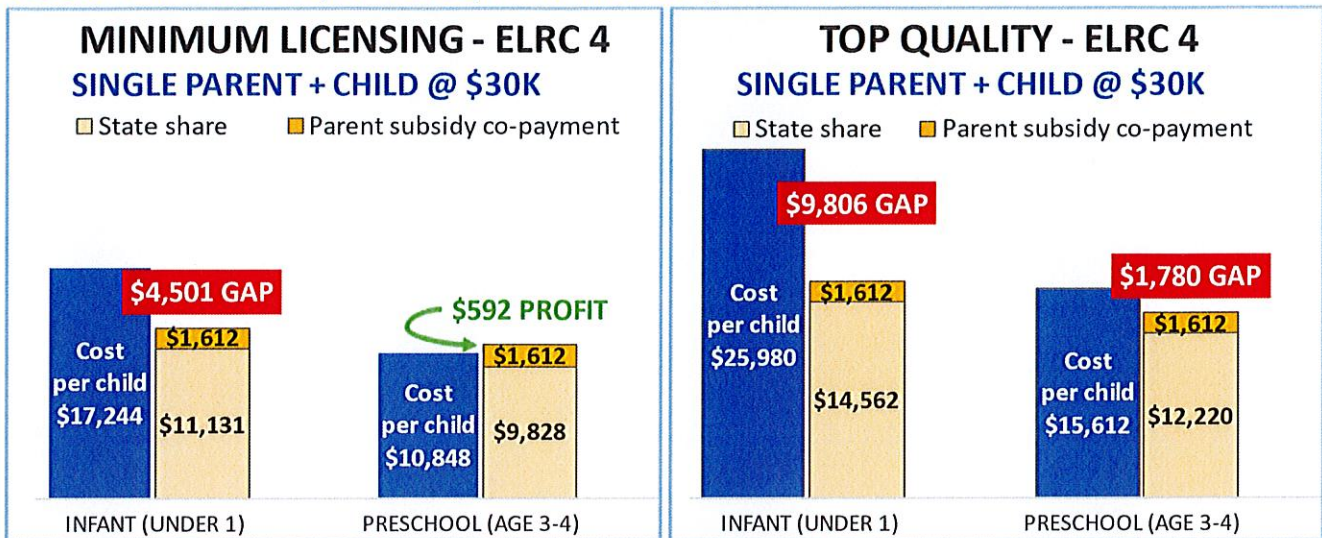 MINIMUM LICENSING - ELRC 4
SINGLE PARENT + CHILD @ $30K
State share
Parent subsidy co-payment
$4,501 GAP
$592 PROFIT
Cost
per child
$17,244
$1,612
$11,131
Cost
per child
$10,848
$1,612
$9,828
INFANT (UNDER 1)
PRESCHOOL (AGE 3-4)
TOP QUALITY - ELRC 4
SINGLE PARENT + CHILD @ $30K
State share
Parent subsidy co-payment
$9,806 GAP
$1,780 GAP
Cost
per child
$25,980
$1,612
$14,562
Cost
per child
$15,612
$1,612
$12,220
INFANT (UNDER 1)
PRESCHOOL (AGE 3-4)